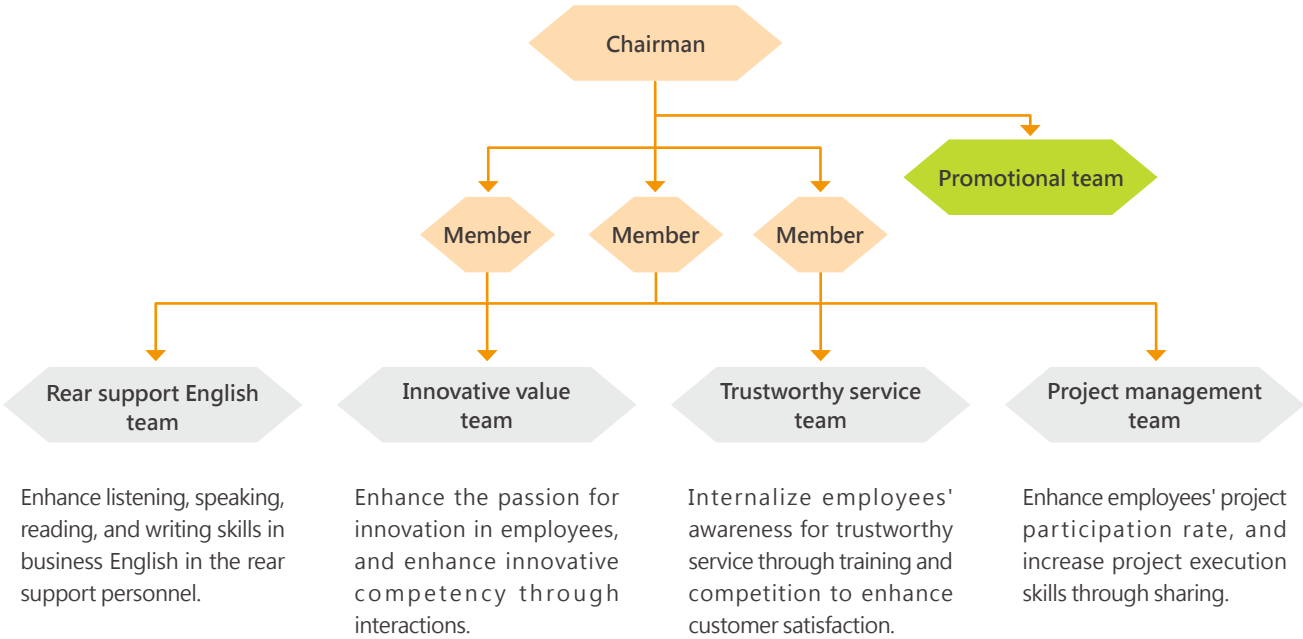 Chairman
Promotional team
Member
Member
Member
Rear support English
team
Innovative value
team
Trustworthy service
team
Project management
team
Enhance listening, speaking,
reading, and writing skills in
business English in the rear
support personnel.
Enhance the passion for
innovation in employees,
and enhance innovative
competency through
interactions.
Internalize employees'
awareness for trustworthy
service through training and
competition to enhance
customer satisfaction.
Enhance employees' project
participation rate, and
increase project execution
skills through sharing.